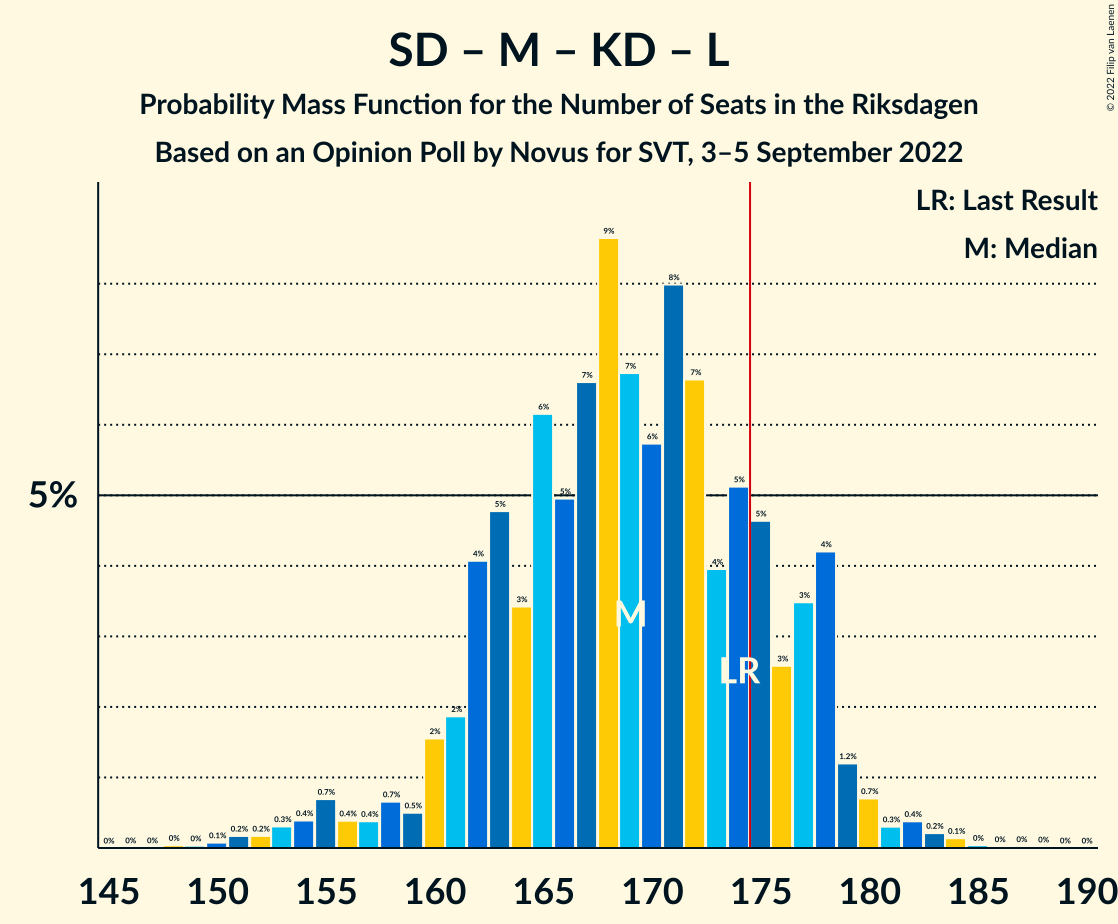 SD – M – KD – L
Probability Mass Function for the Number of Seats in the Riksdagen
Based on an Opinion Poll by Novus for SVT, 3–5 September 2022
© 2022 Filip van Laenen
LR: Last Result
M: Median
5%
0% 0% 0% 0% 0% 0.1% 0.2% 0.2% 0.3% 0.4% 0.7% 0.4% 0.4% 0.7% 0.5% 2% 2% 4% 5% 3% 6% 5% 7% 9% 7% 6% 8% 7% 4% 5% 5% 3% 3% 4% 1.2% 0.7% 0.3% 0.4% 0.2% 0.1% 0% 0% 0% 0% 0% 0%
M
LR
145 150 155 160 165 170 175 180 185 190